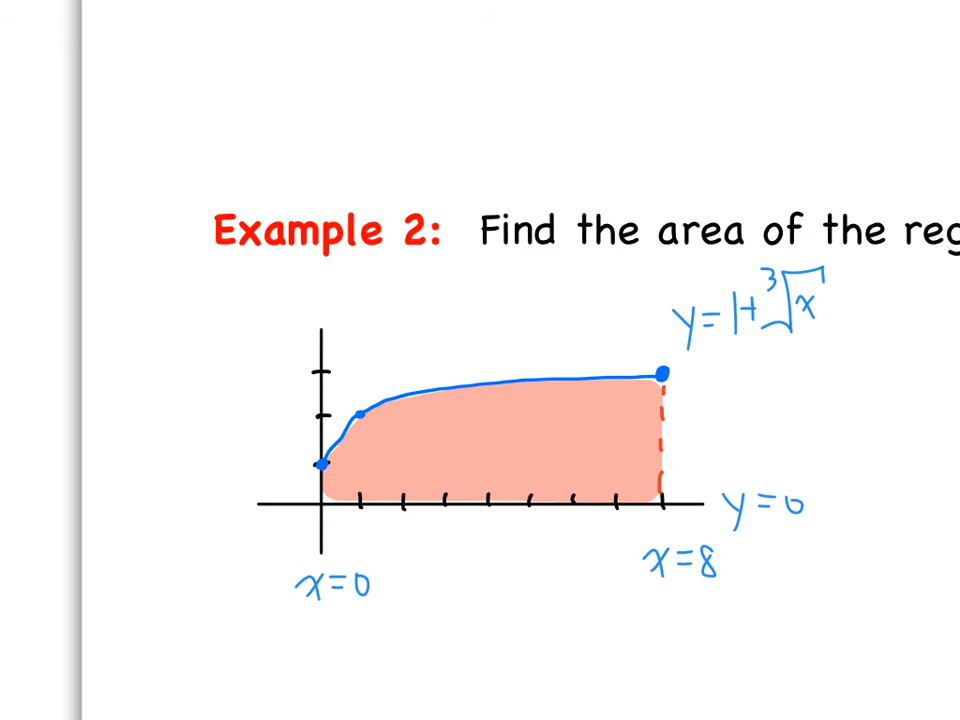 Example 2: Find the area of the reg
y = 1+∛x
y = 0
x = 8
x = 0